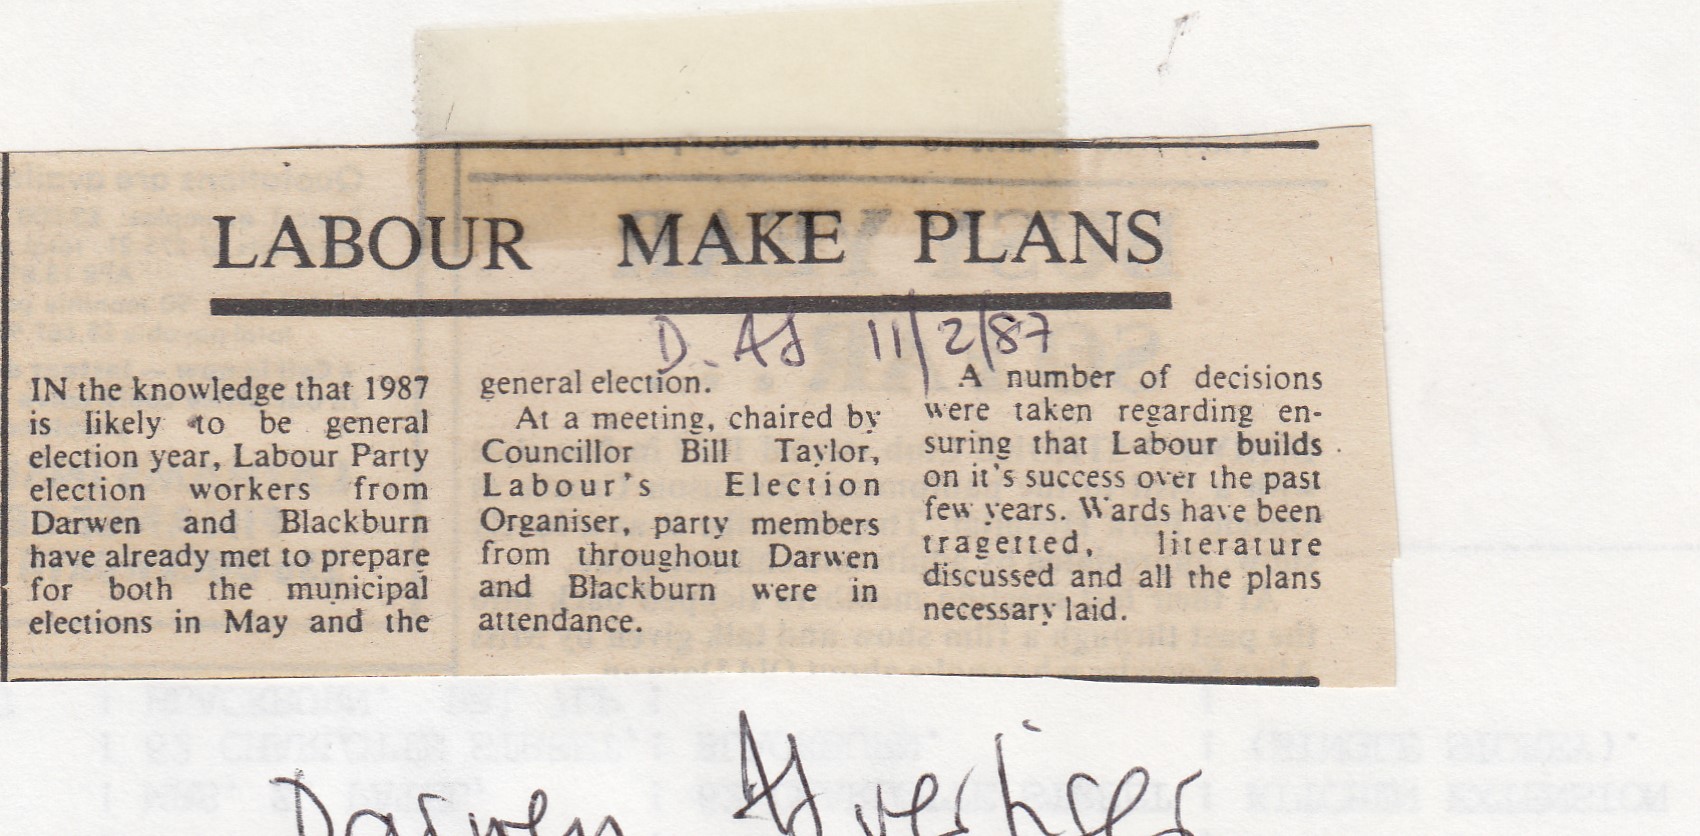 LABOUR MAKE PLANS
D. Ad 11/2/87
IN the knowledge that 1987
is likely to be general
election year, Labour Party
election workers from
Darwen and Blackburn
have already met to prepare
for both the municipal
elections in May and the
general election.
At a meeting, chaired by
Councillor Bill Taylor,
Labour's Election
Organiser, party members
from throughout Darwen
and Blackburn were in
attendance.
A number of decisions
were taken regarding en-
suring that Labour builds
on it's success over the past
few years. Wards have been
tragetted, literature
discussed and all the plans
necessary laid.
Darwen Advertiser